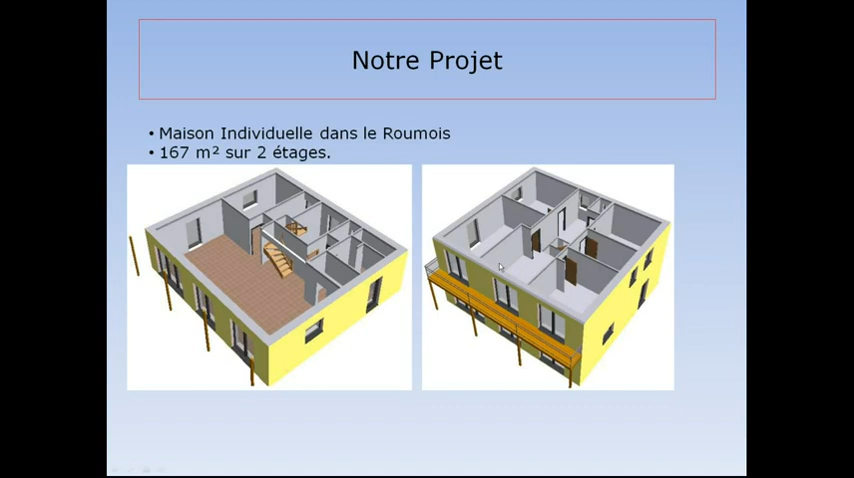 Notre Projet
• Maison Individuelle dans le Roumois
• 167 m² sur 2 étages.